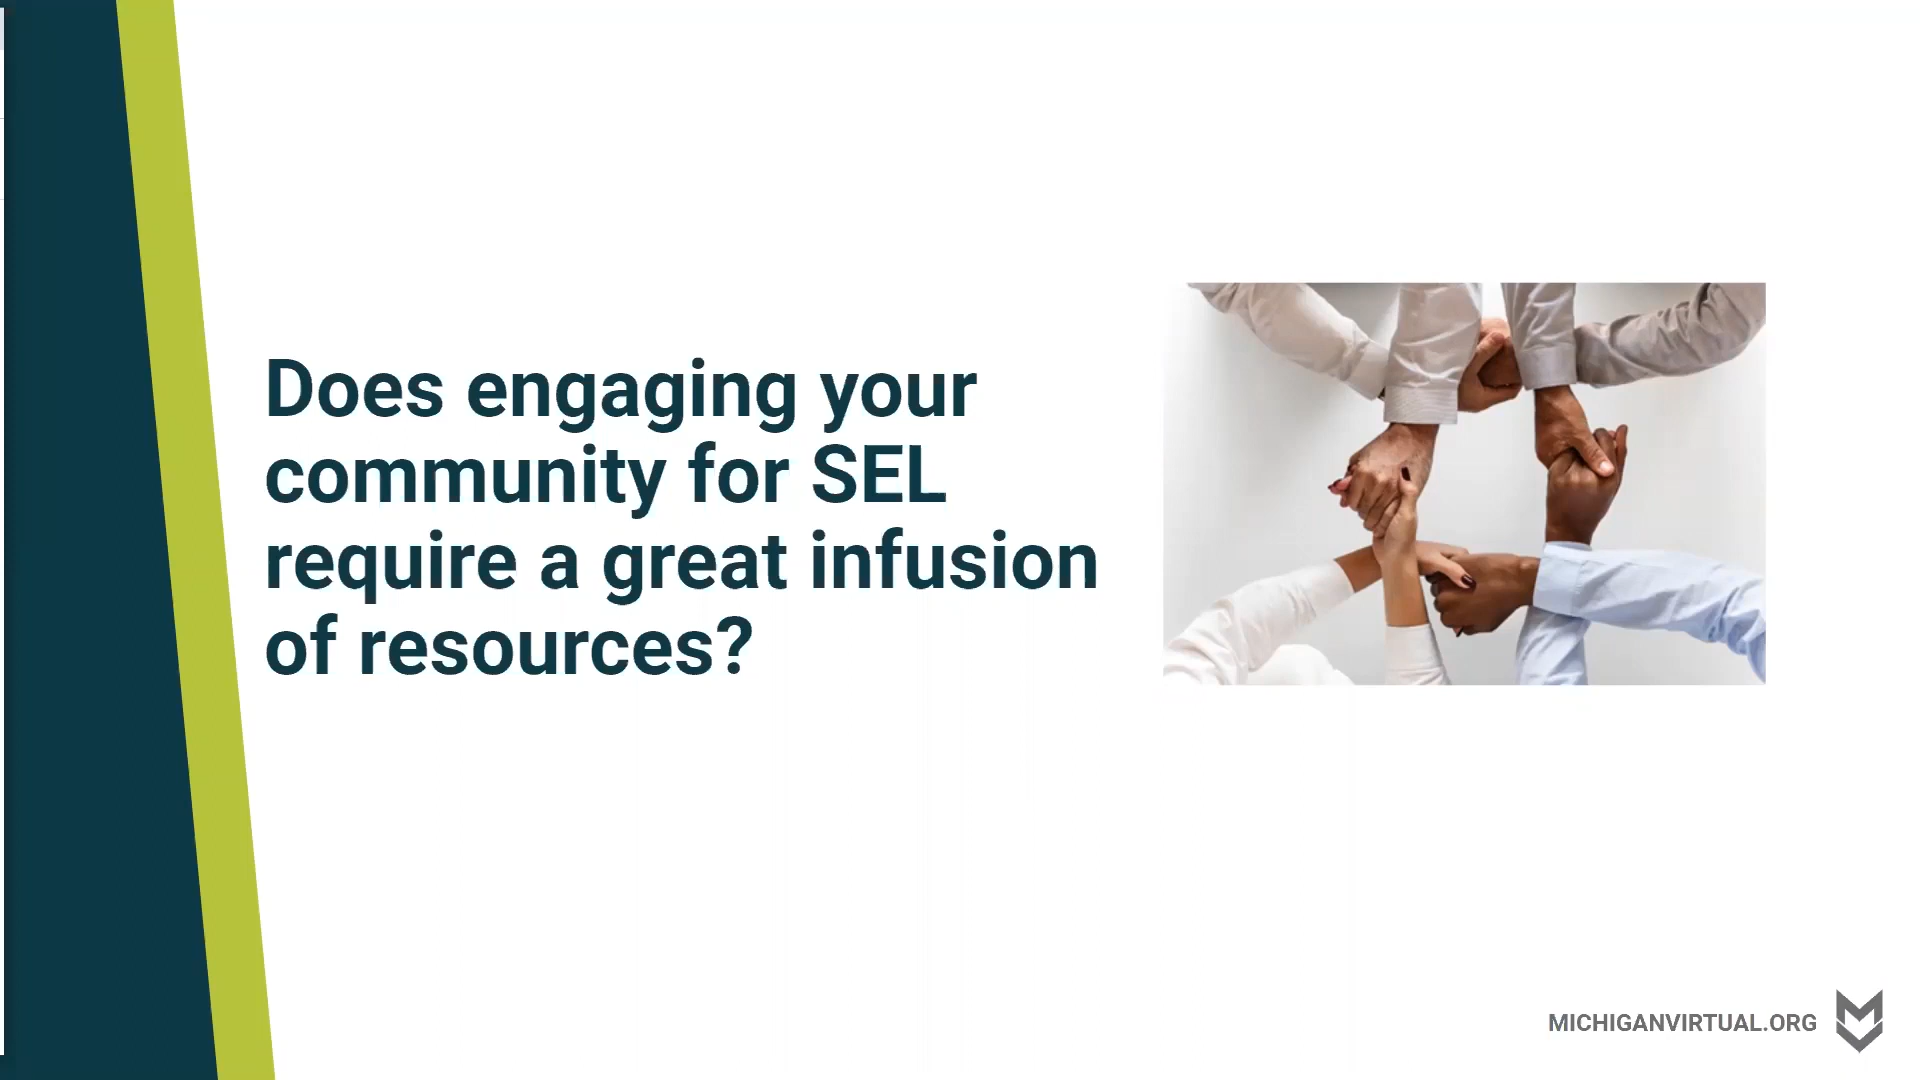 Does engaging your
community for SEL
require a great infusion
of resources?
MICHIGANVIRTUAL.ORG